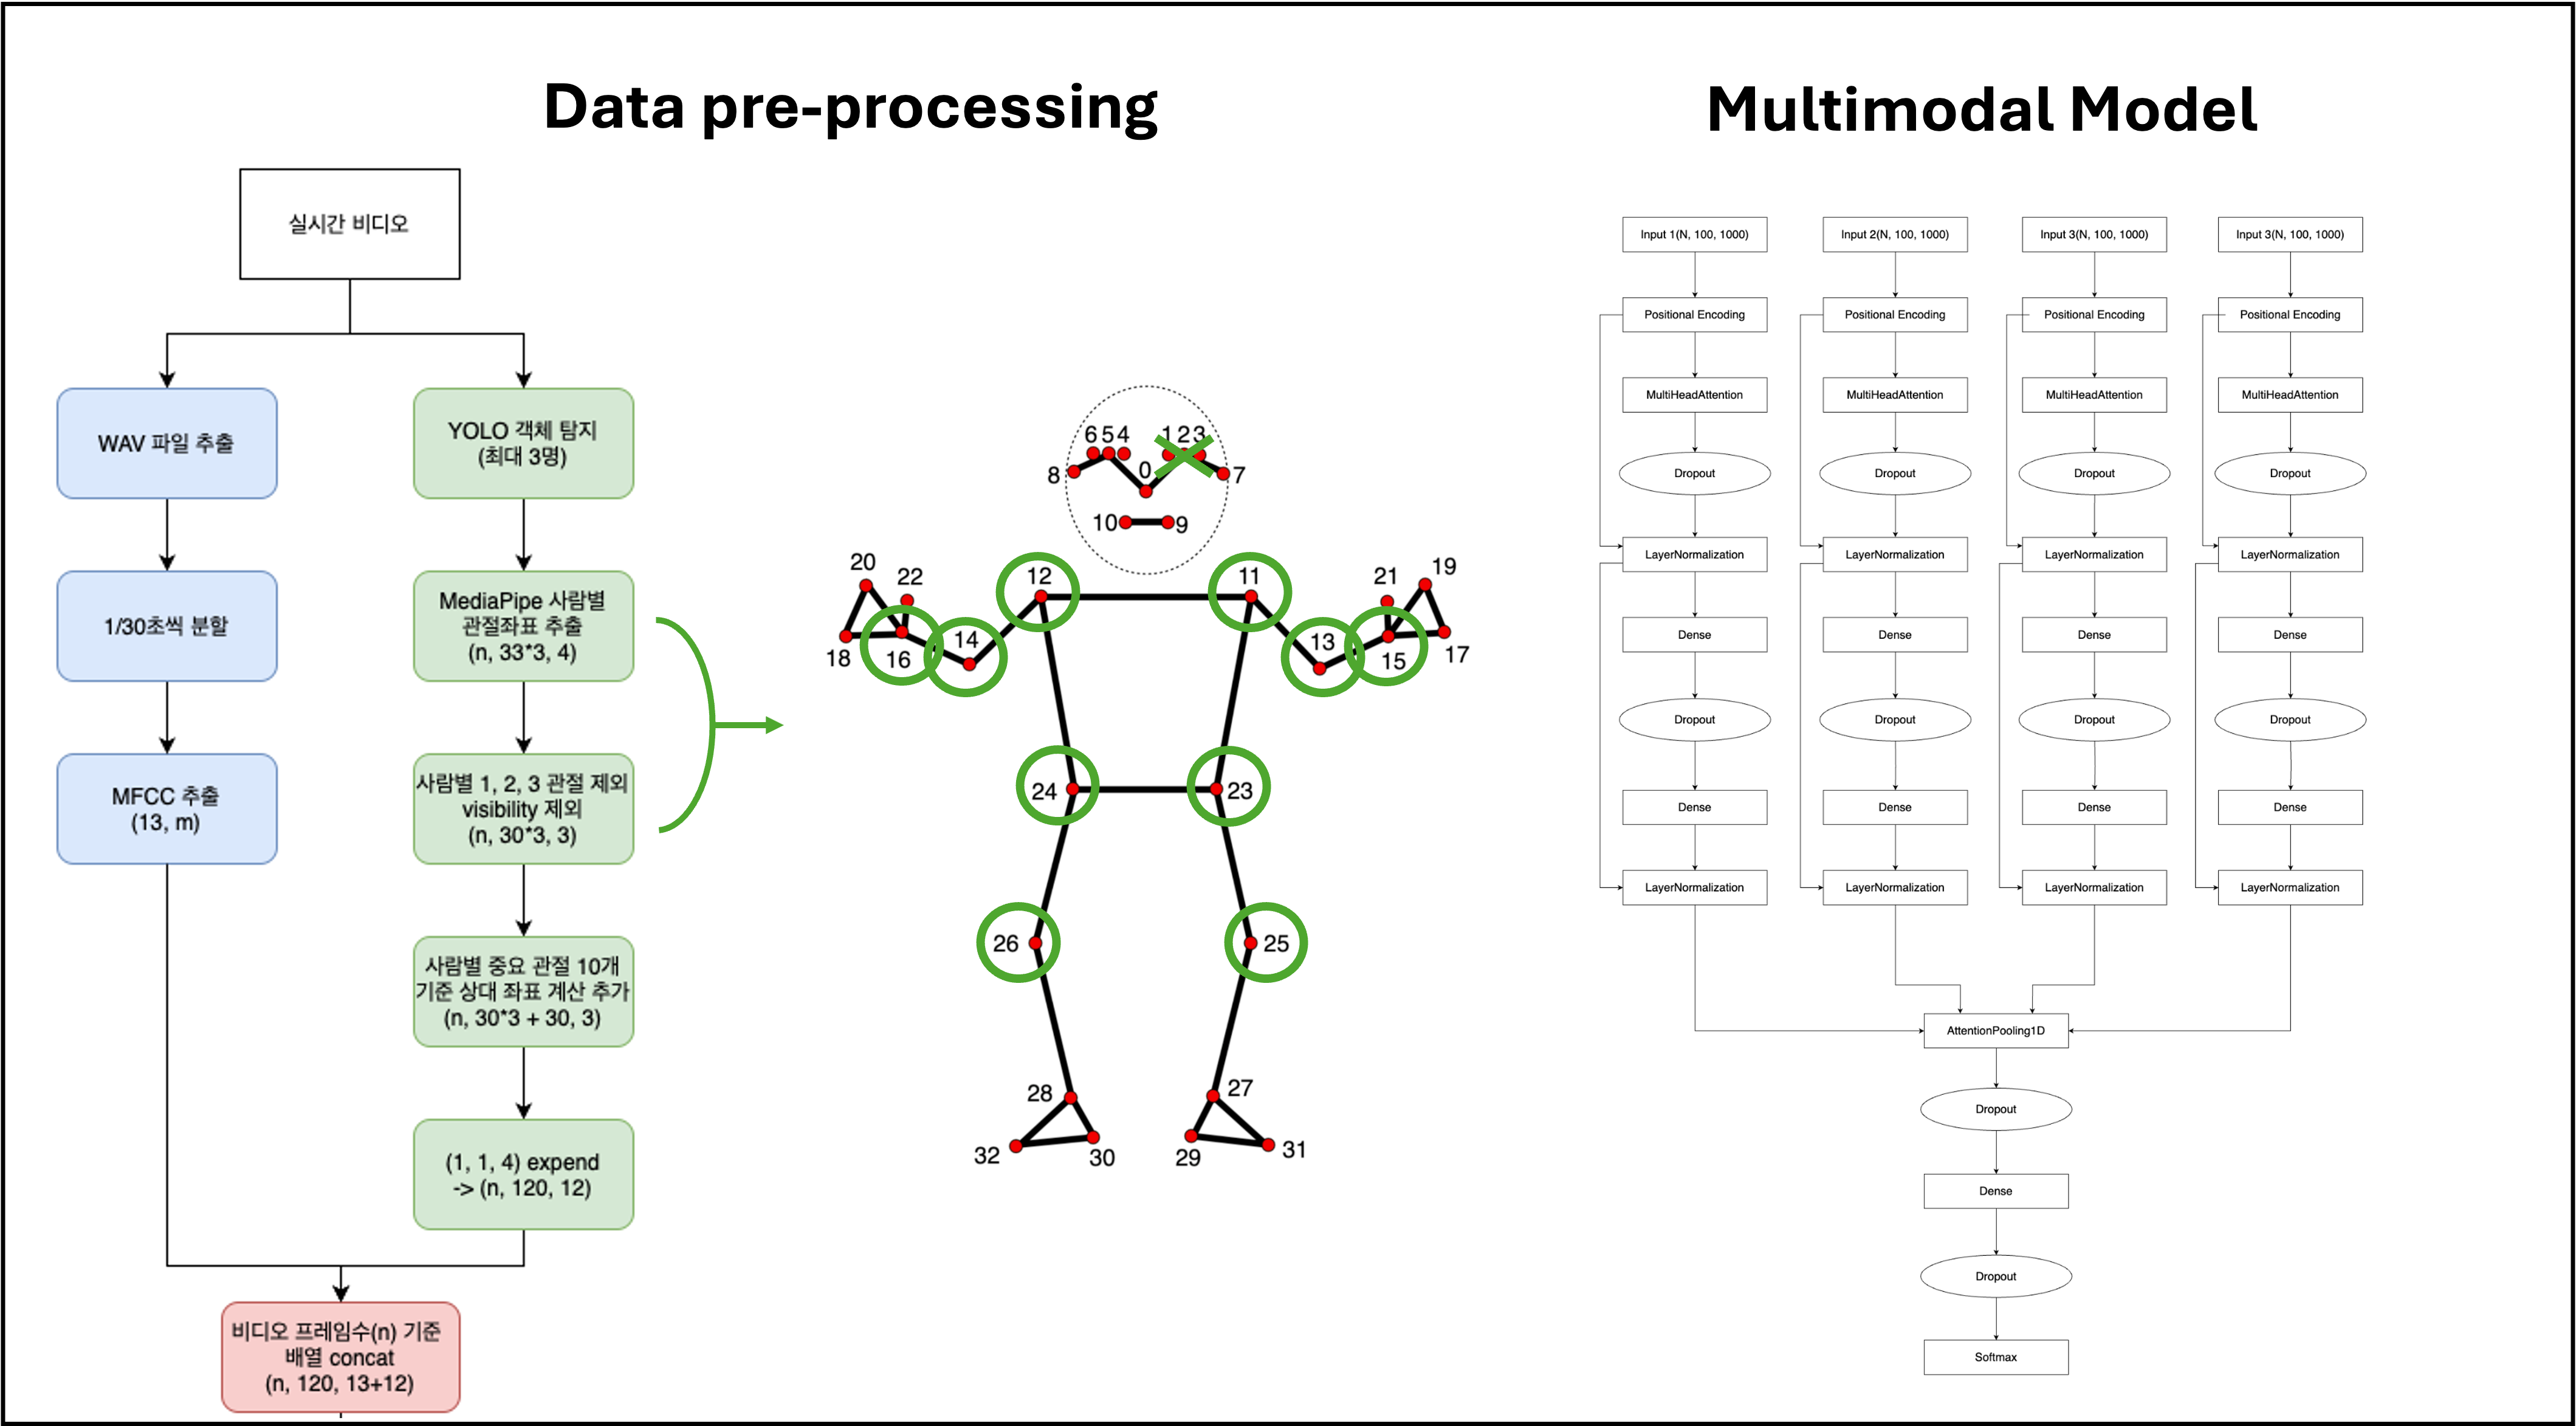 Data pre-processing
실시간 비디오
WAV 파일 추출
1/30초씩 분할
MFCC 추출
(13, m)
YOLO 객체 탐지
(최대 3명)
MediaPipe 사람별
관절좌표 추출
(n, 33*3, 4)
사람별 1, 2, 3 관절 제외
visibility 제외
(n, 30*3, 3)
사람별 중요 관절 10개
기준 상대 좌표 계산 추가
(n, 30*3 + 30, 3)
(1, 1, 4) expend
-> (n, 120, 12)
비디오 프레임수(n) 기준
배열 concat
(n, 120, 13+12)
6 5 4 1 2 3
8 0 7
10 9
20 22 12 11 21 19
18 16 14 13 15 17
24 23
26 25
28 27
32 30 29 31
Multimodal Model
Input 1(N, 100, 1000)
Positional Encoding
MultiHeadAttention
Dropout
LayerNormalization
Dense
Dropout
Dense
LayerNormalization
Input 2(N, 100, 1000)
Positional Encoding
MultiHeadAttention
Dropout
LayerNormalization
Dense
Dropout
Dense
LayerNormalization
Input 3(N, 100, 1000)
Positional Encoding
MultiHeadAttention
Dropout
LayerNormalization
Dense
Dropout
Dense
LayerNormalization
Input 3(N, 100, 1000)
Positional Encoding
MultiHeadAttention
Dropout
LayerNormalization
Dense
Dropout
Dense
LayerNormalization
AttentionPooling1D
Dropout
Dense
Dropout
Softmax